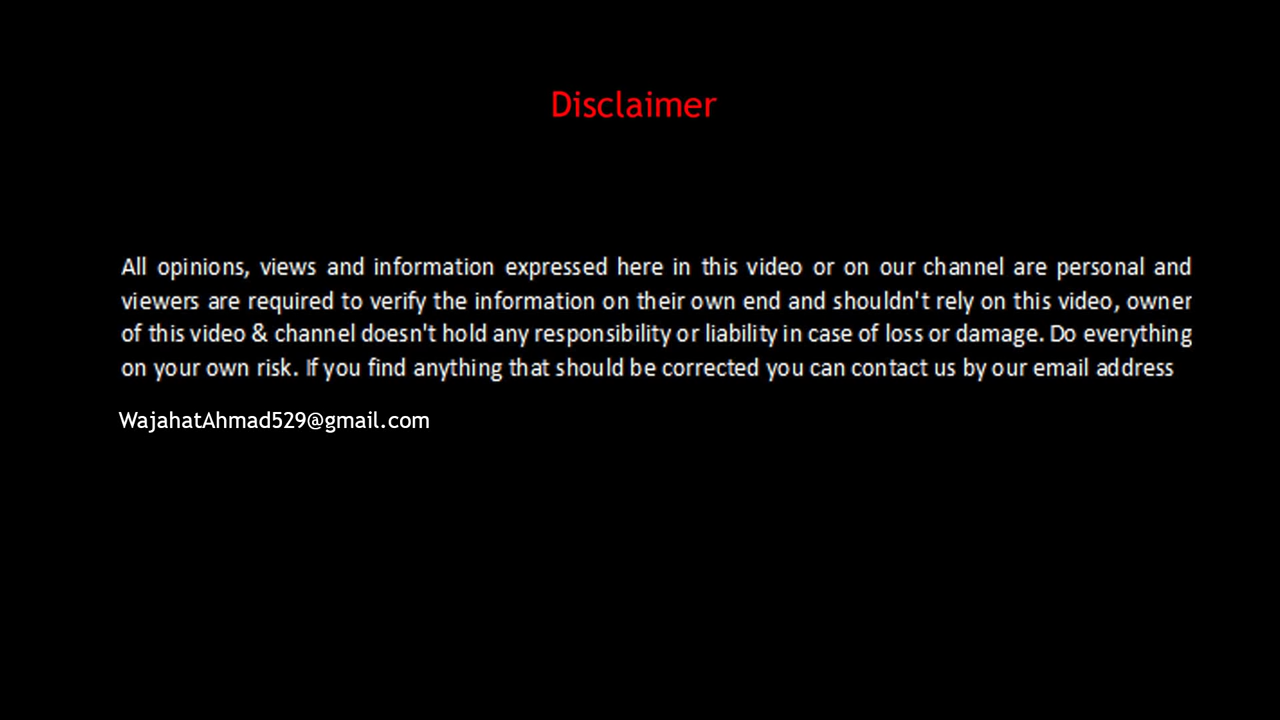 Disclaimer
All opinions, views and information expressed here in this video or on our channel are personal and
viewers are required to verify the information on their own end and shouldn't rely on this video, owner
of this video & channel doesn't hold any responsibility or liability in case of loss or damage. Do everything
on your own risk. If you find anything that should be corrected you can contact us by our email address
WajahatAhmad529@gmail.com